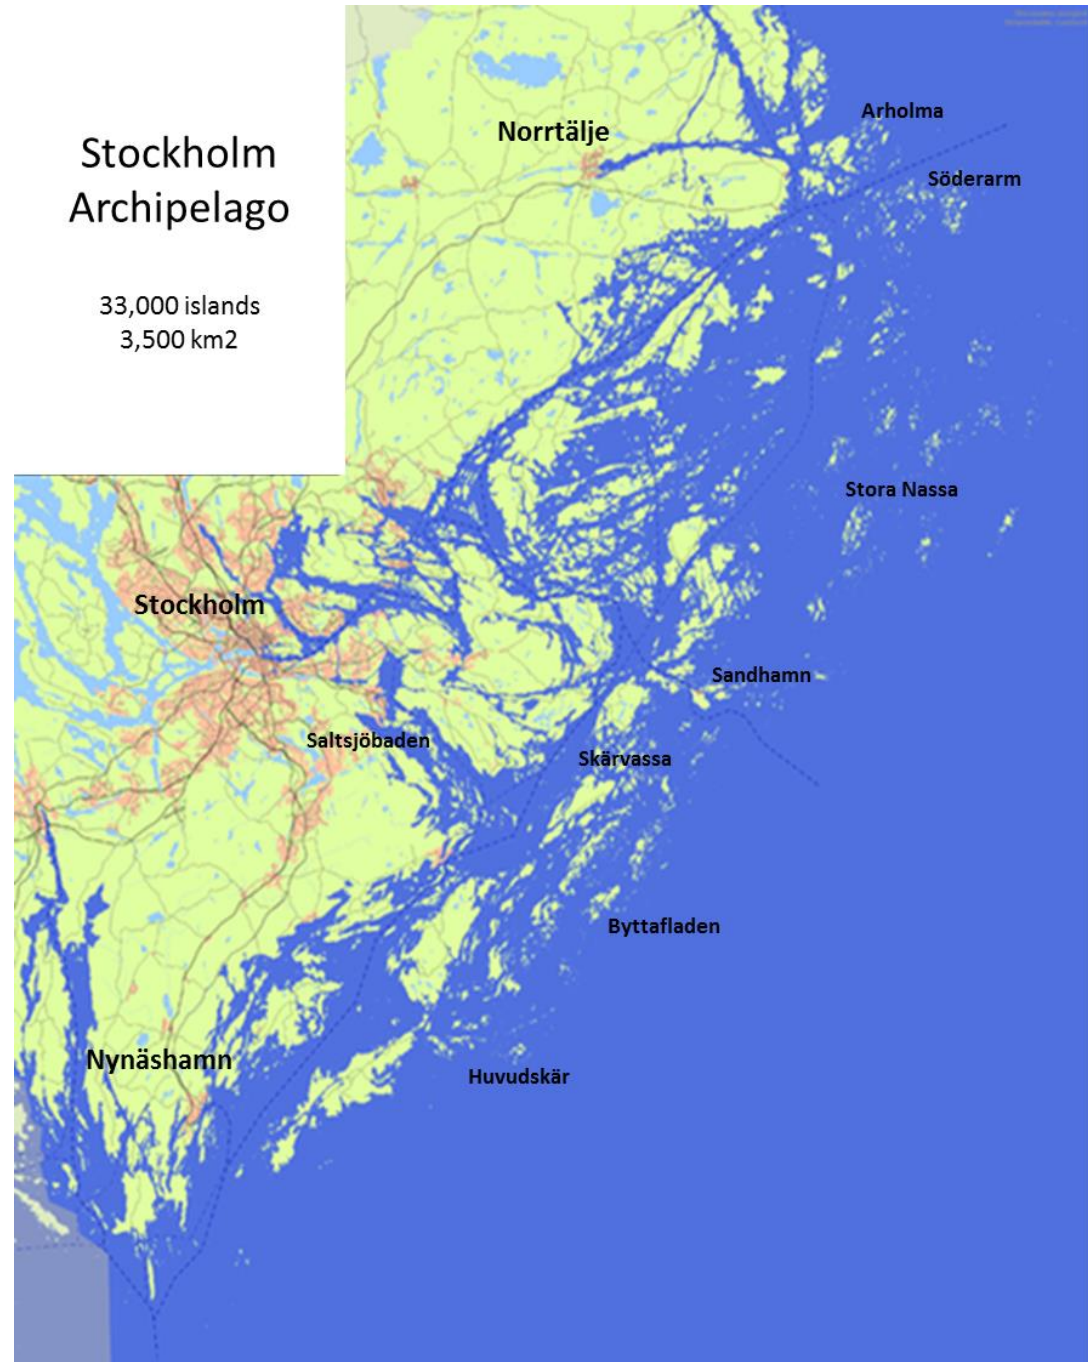 Stockholm
Archipelago
33,000 islands
3,500 km2
Arholma
Norrtälje
Söderarm
Stora Nassa
Stockholm
Sandhamn
Saltsjöbaden
Skärvassa
Byttafladen
Nynäshamn
Huvudskär